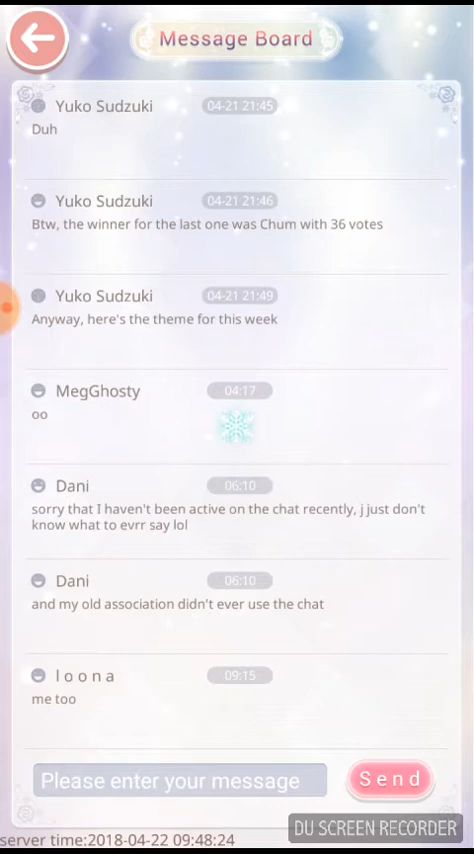 Message Board
Yuko Sudzuki 04-21 21:45
Duh
Yuko Sudzuki 04-21 21:46
Btw, the winner for the last one was Chum with 36 votes
Yuko Sudzuki 04-21 21:49
Anyway, here's the theme for this week
MegGhosty 04:17
oo
Dani 06:10
sorry that I haven't been active on the chat recently, j just don't
know what to evrr say lol
Dani 06:10
and my old association didn't ever use the chat
l o o n a 09:15
me too
Please enter your message Send
DU SCREEN RECORDER
server time:2018-04-22 09:48:24